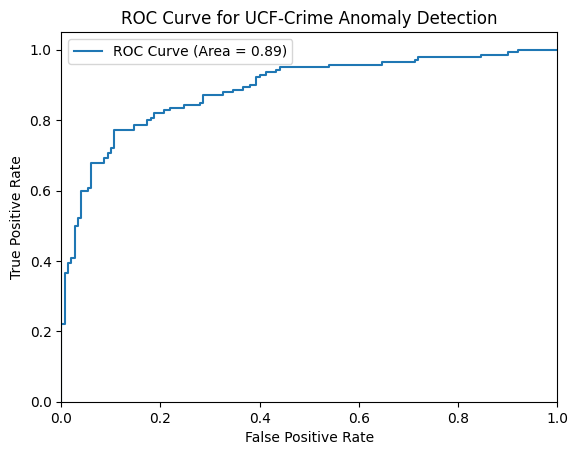 ROC Curve for UCF-Crime Anomaly Detection
ROC Curve (Area = 0.89)
1.0
0.8
0.6
0.4
0.2
0.0
True Positive Rate
0.0 0.2 0.4 0.6 0.8 1.0
False Positive Rate